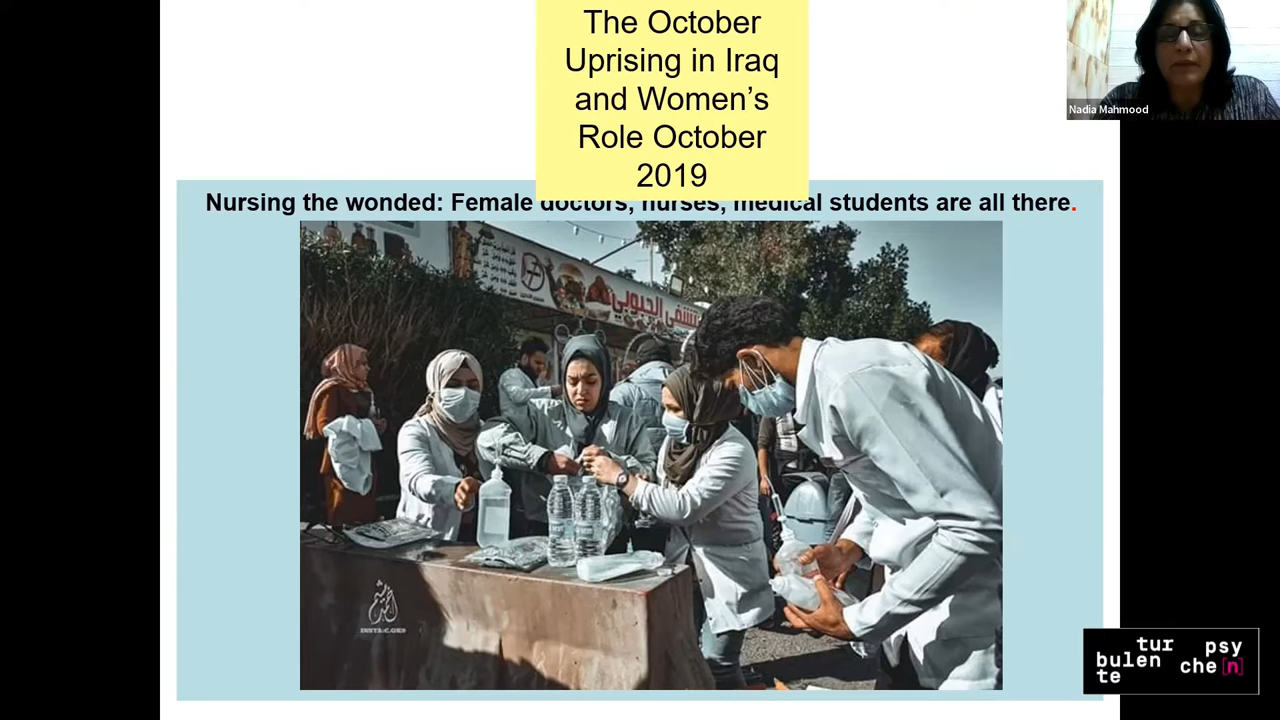 The October
Uprising in Iraq
and Women's
Role October
2019
Nadia Mahmood
Nursing the wonded: Female doctors, nurses, medical students are all there.
الحبوبي
tur
bulen
te
psy
che[n]